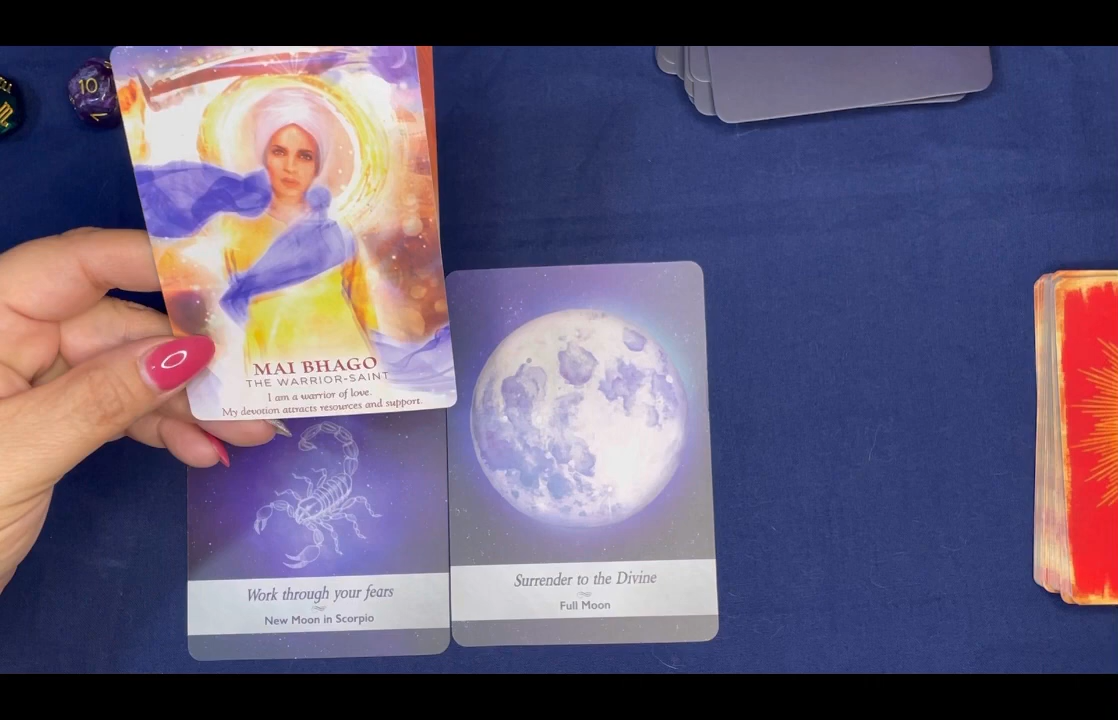 10
MAI BHAGO
THE WARRIOR-SAINT
I am a warrior of love.
My devotion attracts resources and support.
Work through your fears
New Moon in Scorpio
Surrender to the Divine
Full Moon